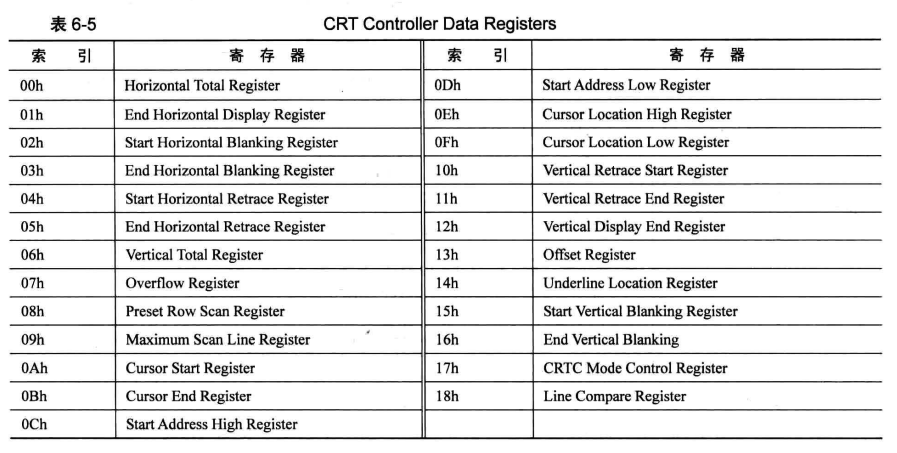 表 6-5 CRT Controller Data Registers
索 引 寄 存 器 索 引 寄 存 器
00h Horizontal Total Register 0Dh Start Address Low Register
01h End Horizontal Display Register 0Eh Cursor Location High Register
02h Start Horizontal Blanking Register 0Fh Cursor Location Low Register
03h End Horizontal Blanking Register 10h Vertical Retrace Start Register
04h Start Horizontal Retrace Register 11h Vertical Retrace End Register
05h End Horizontal Retrace Register 12h Vertical Display End Register
06h Vertical Total Register 13h Offset Register
07h Overflow Register 14h Underline Location Register
08h Preset Row Scan Register 15h Start Vertical Blanking Register
09h Maximum Scan Line Register 16h End Vertical Blanking
0Ah Cursor Start Register 17h CRTC Mode Control Register
0Bh Cursor End Register 18h Line Compare Register
0Ch Start Address High Register